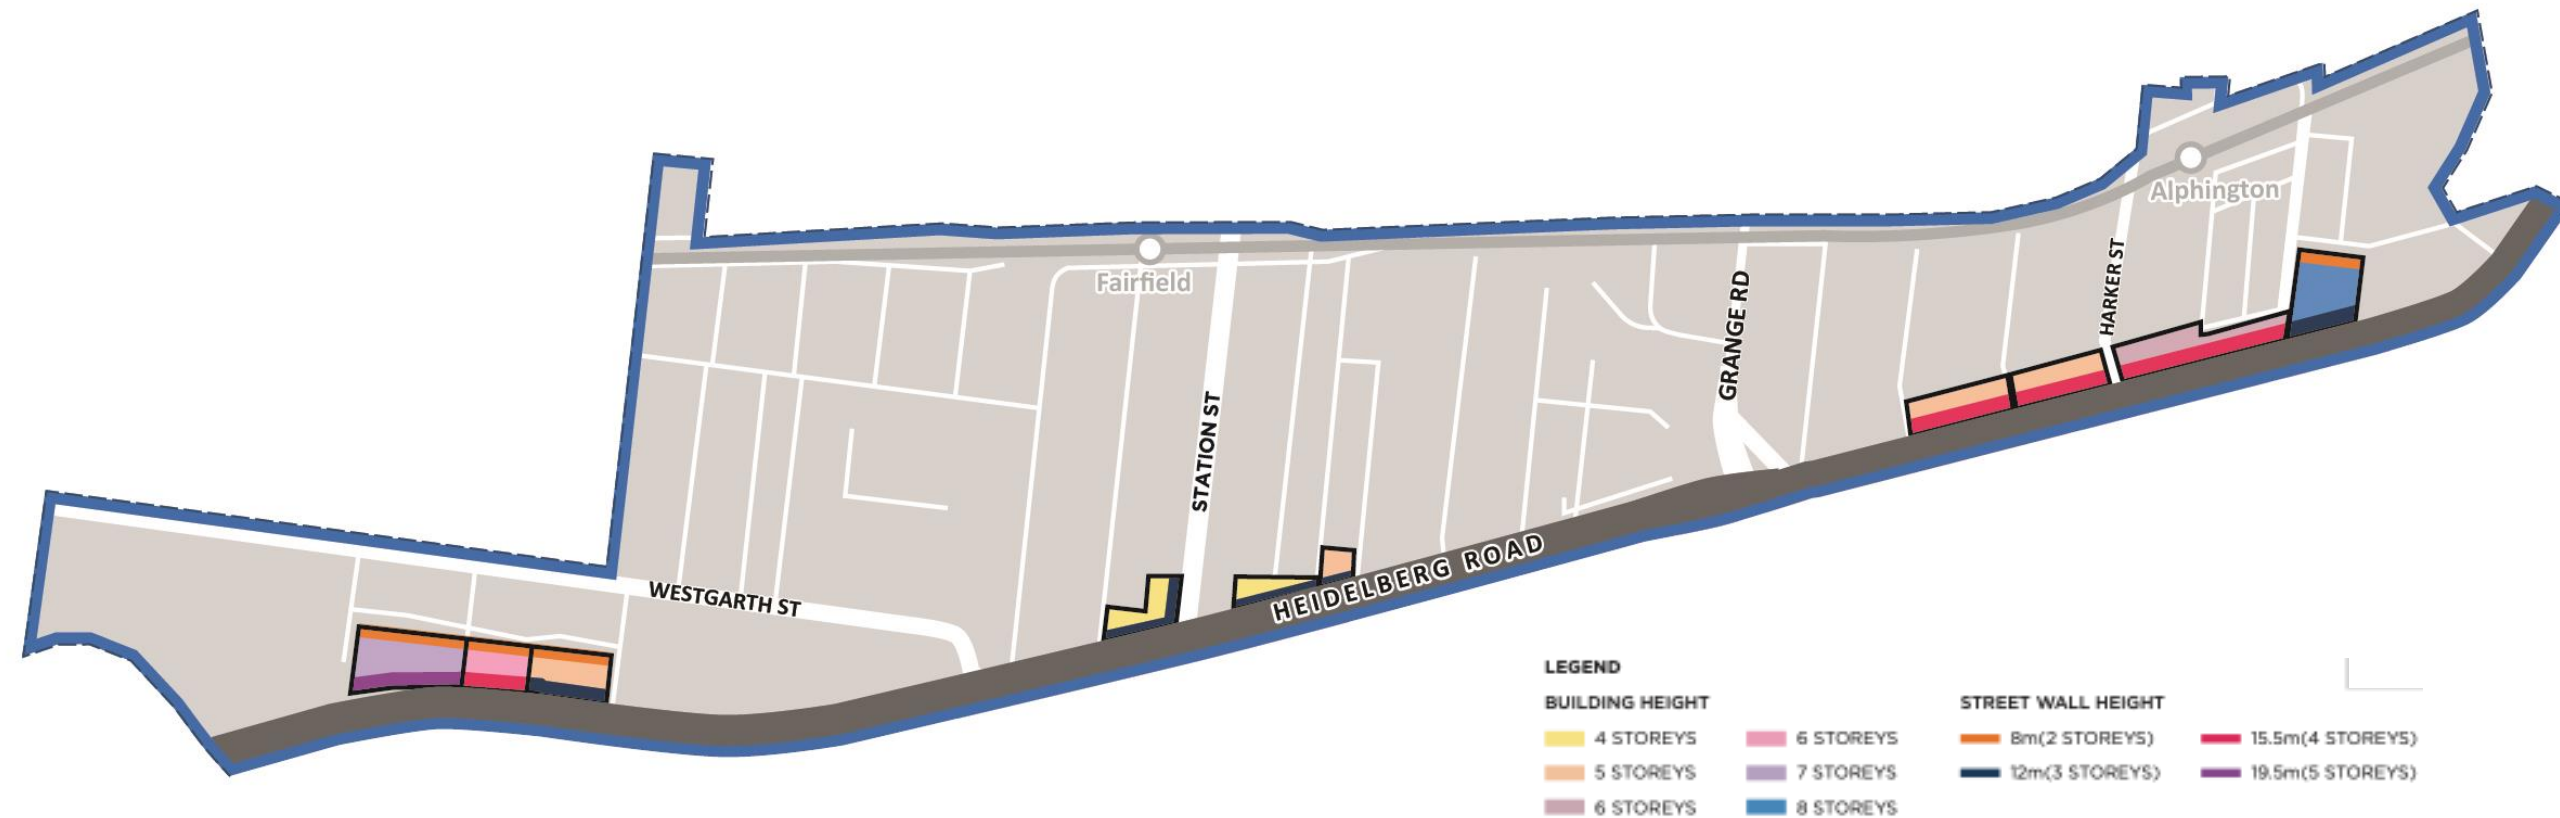 Alphington
Fairfield
HARKER ST
GRANGE RD
STATION ST
HEIDELBERG ROAD
WESTGARTH ST
LEGEND
BUILDING HEIGHT
4 STOREYS
5 STOREYS
6 STOREYS
6 STOREYS
7 STOREYS
8 STOREYS
STREET WALL HEIGHT
8m(2 STOREYS)
12m(3 STOREYS)
15.5m(4 STOREYS)
19.5m(5 STOREYS)